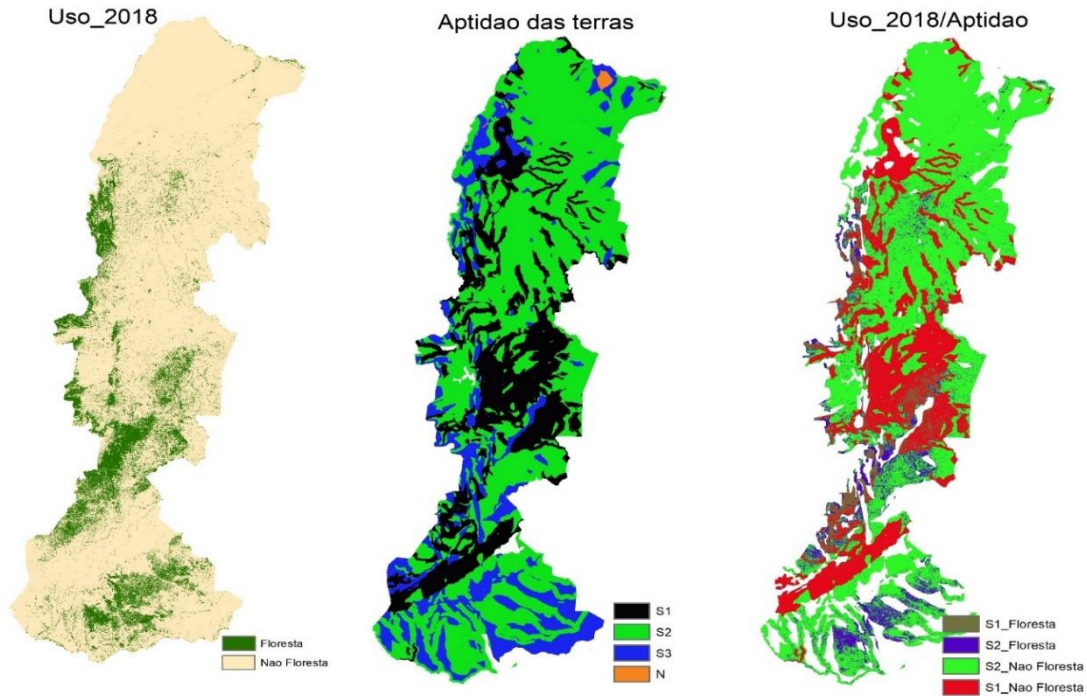 Uso_2018
Aptidao das terras
Uso_2018/Aptidao
Floresta
Nao Floresta
S1
S2
S3
N
S1_Floresta
S2_Floresta
S2_Nao Floresta
S1_Nao Floresta